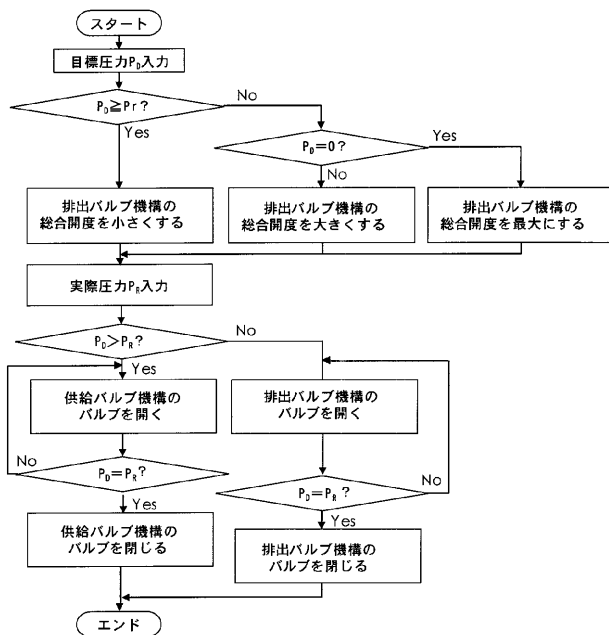 スタート
目標圧力PD入力
PD≧Pr?
No
Yes
PD=0?
Yes
No
排出バルブ機構の
総合開度を小さくする
排出バルブ機構の
総合開度を大きくする
排出バルブ機構の
総合開度を最大にする
実際圧力PR入力
PD>PR?
No
Yes
供給バルブ機構の
バルブを開く
排出バルブ機構の
バルブを開く
No
PD=PR?
Yes
PD=PR?
No
Yes
供給バルブ機構の
バルブを閉じる
排出バルブ機構の
バルブを閉じる
エンド